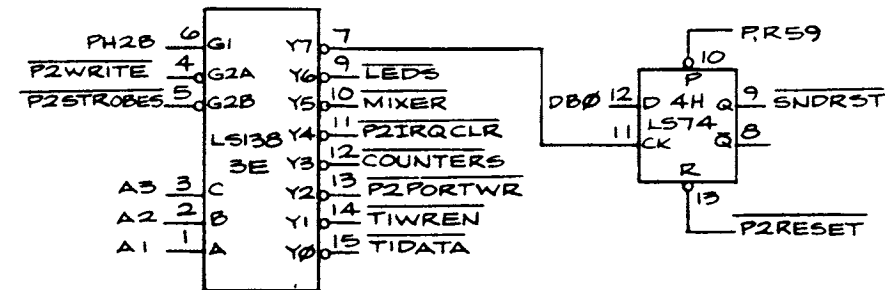 PH2B 6 G1 Y7 7
P2WRITE 4 G2A Y6 9 LEDS
P2STROBES 5 G2B Y5 10 MIXER
LS138 Y4 11 P2IRQCLR
3E Y3 12 COUNTERS
A3 3 C Y2 13 P2PORTWR
A2 2 B Y1 14 TIWREN
A1 1 A Y0 15 TIDATA
P,R59
10
P
DBØ 12 D 4H Q 9 SNDRST
LS74
11 CK Q̅ 8
R
13
P2RESET